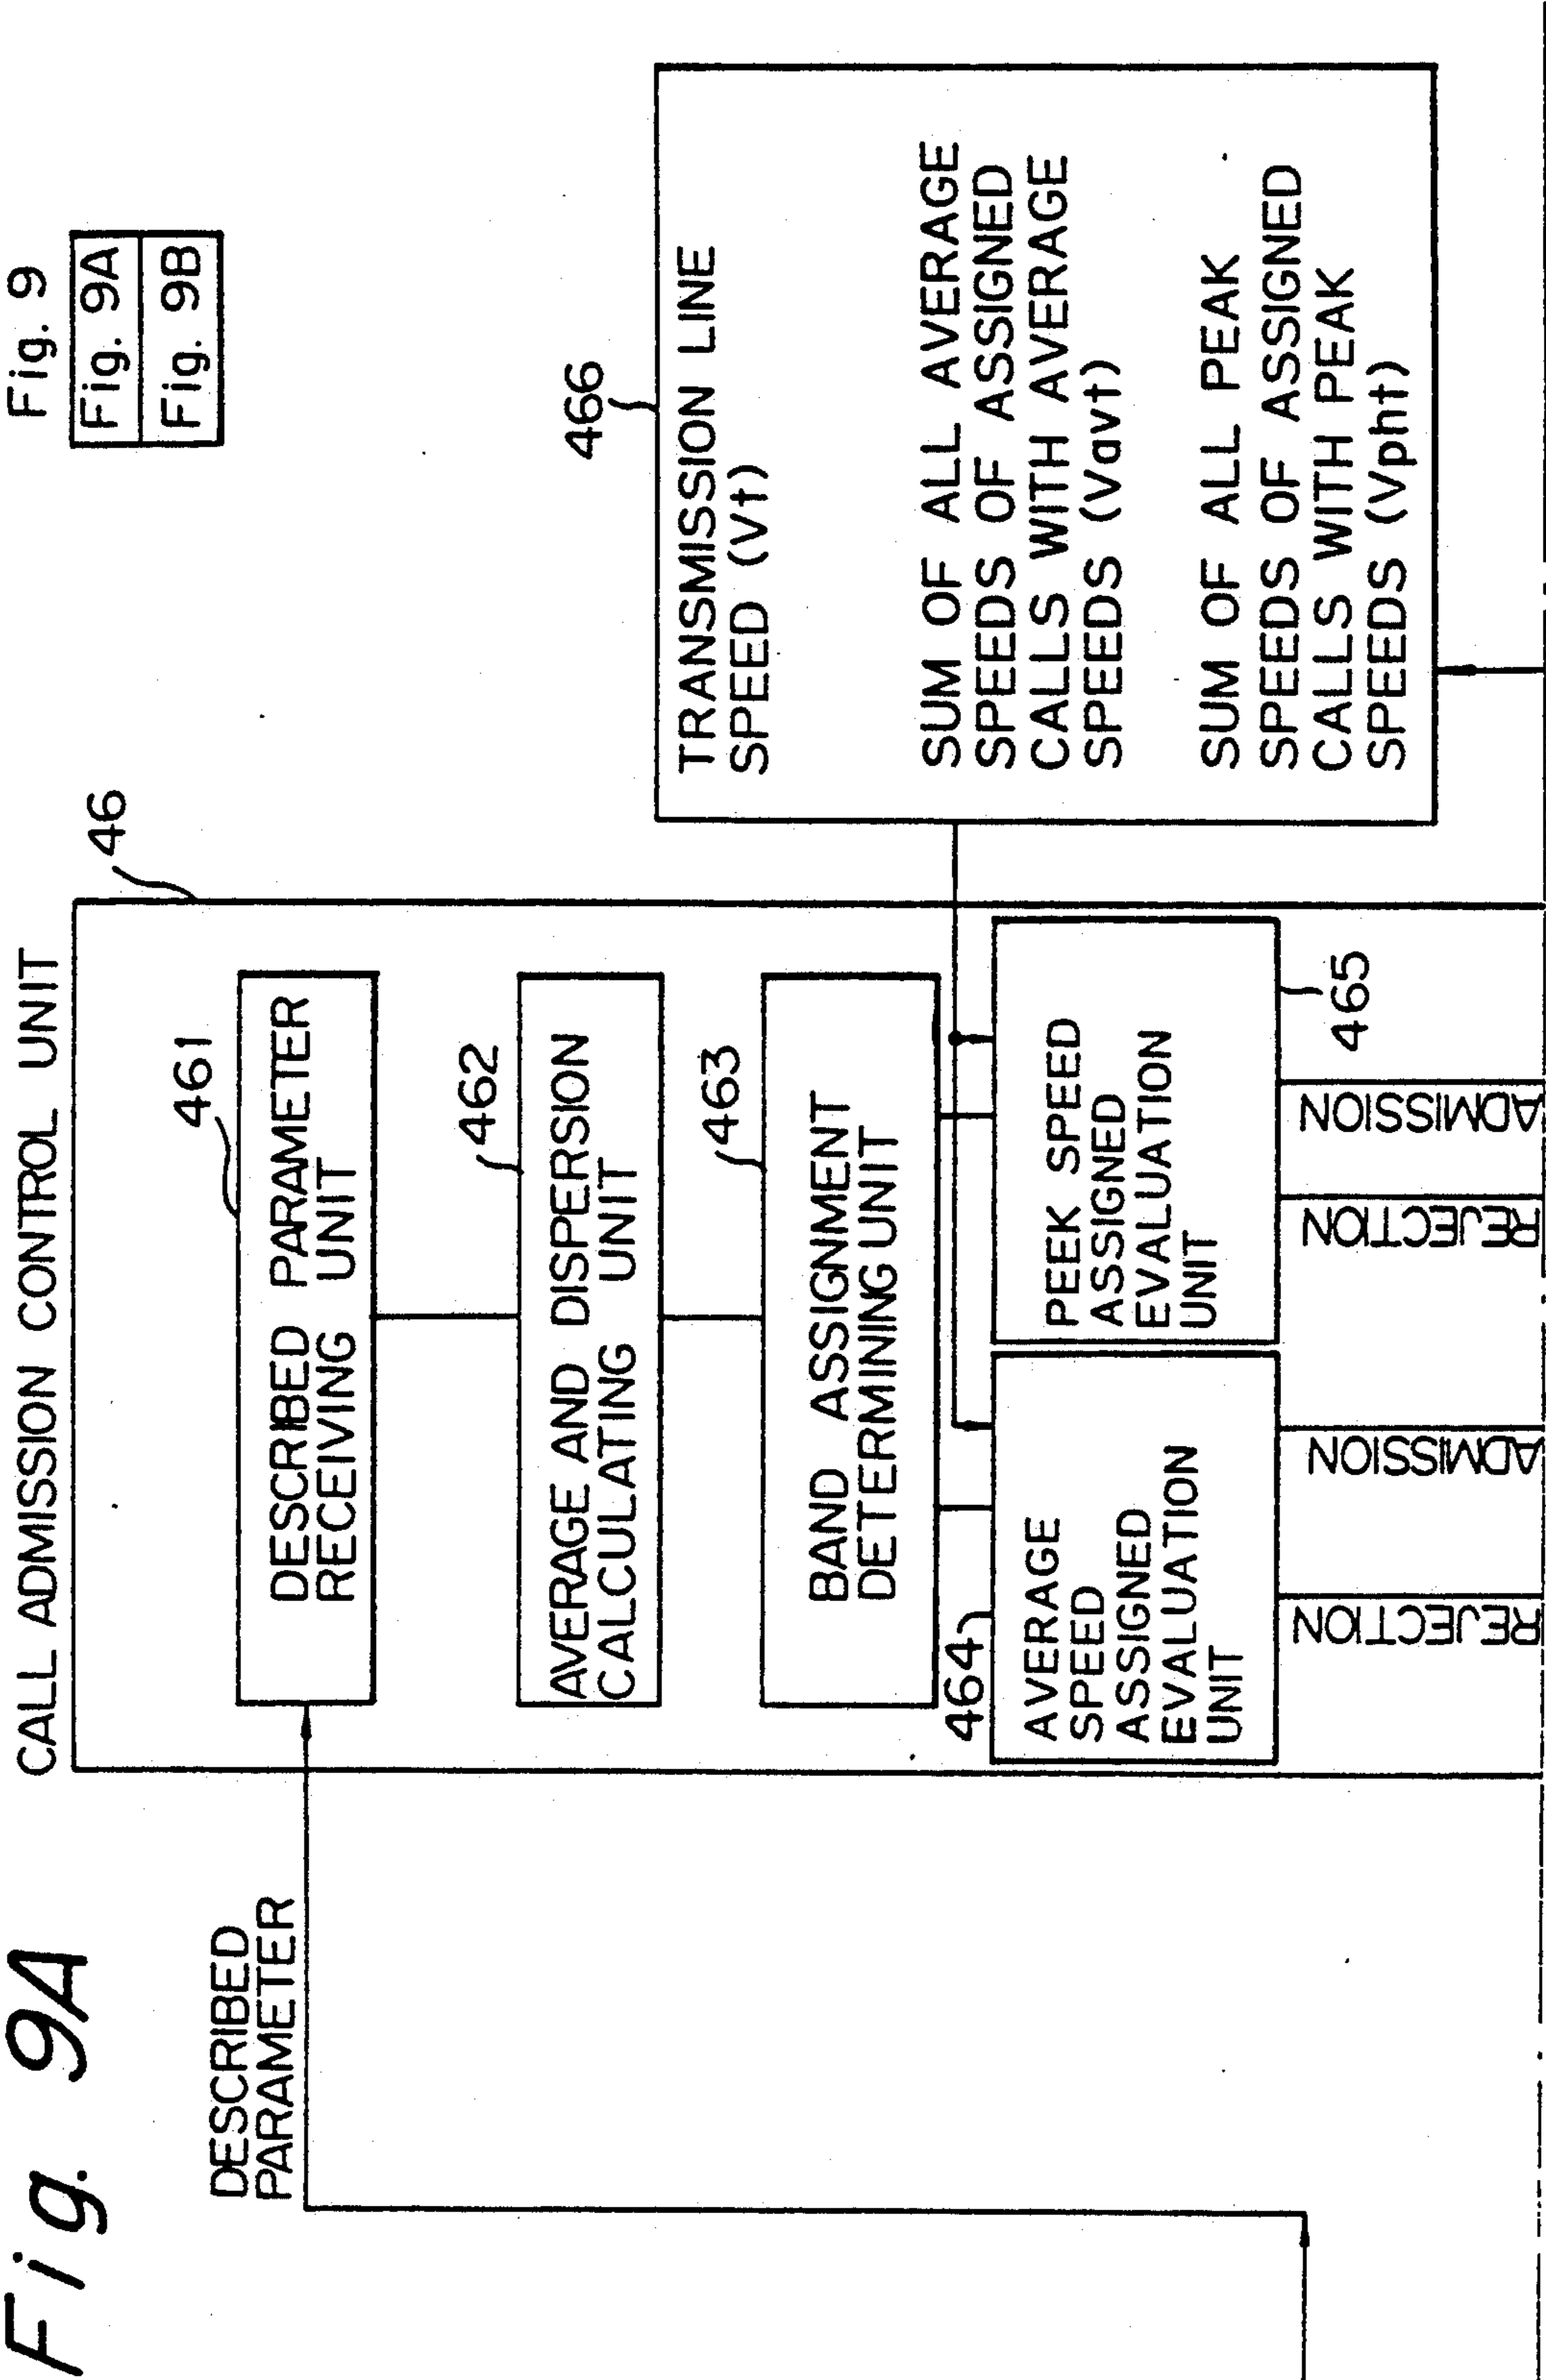 Fig. 9A
Fig. 9
Fig. 9A
Fig. 9B
CALL ADMISSION CONTROL UNIT
46
DESCRIBED
PARAMETER
461
DESCRIBED PARAMETER
RECEIVING UNIT
462
AVERAGE AND DISPERSION
CALCULATING UNIT
463
BAND ASSIGNMENT
DETERMINING UNIT
464
AVERAGE
SPEED
ASSIGNED
EVALUATION
UNIT
PEEK SPEED
ASSIGNED
EVALUATION
UNIT
465
REJECTION
ADMISSION
REJECTION
ADMISSION
466
TRANSMISSION LINE
SPEED (Vt)
SUM OF ALL AVERAGE
SPEEDS OF ASSIGNED
CALLS WITH AVERAGE
SPEEDS (Vavt)
SUM OF ALL PEAK
SPEEDS OF ASSIGNED
CALLS WITH PEAK
SPEEDS (Vpht)